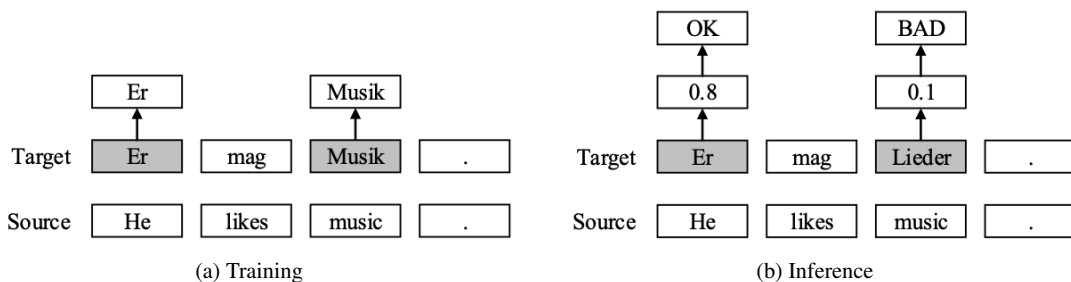 OK BAD
Er Musik 0.8 0.1
Target Er mag Musik . Target Er mag Lieder .
Source He likes music . Source He likes music .
(a) Training (b) Inference